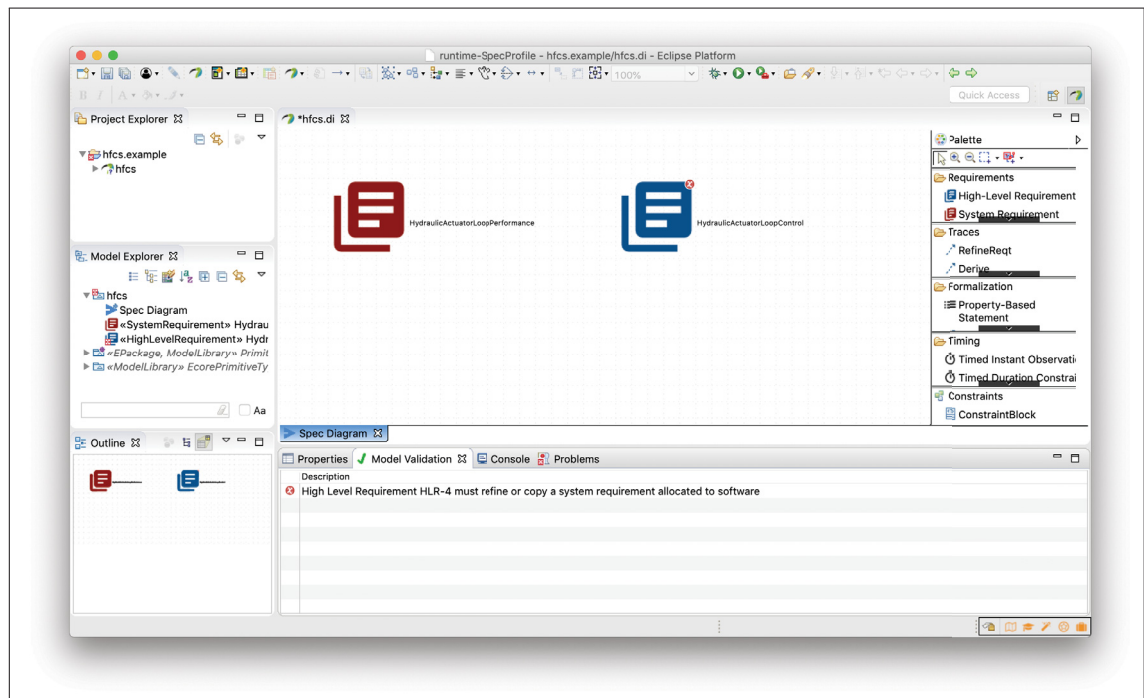 runtime-SpecProfile - hfcs.example/hfcs.di - Eclipse Platform
100%
B I A
Quick Access
Project Explorer
hfcs.example
hfcs
*hfcs.di
HydraulicActuatorLoopPerformance
HydraulicActuatorLoopControl
Palette
Requirements
High-Level Requirement
System Requirement
Traces
RefineReqt
Derive
Formalization
Property-Based
Statement
Timing
Timed Instant Observati
Timed Duration Constrai
Constraints
ConstraintBlock
Model Explorer
hfcs
Spec Diagram
«SystemRequirement» Hydrau
«HighLevelRequirement» Hydr
«EPackage, ModelLibrary» Primit
«ModelLibrary» EcorePrimitiveTy
Aa
Spec Diagram
Outline
Properties Model Validation Console Problems
Description
High Level Requirement HLR-4 must refine or copy a system requirement allocated to software